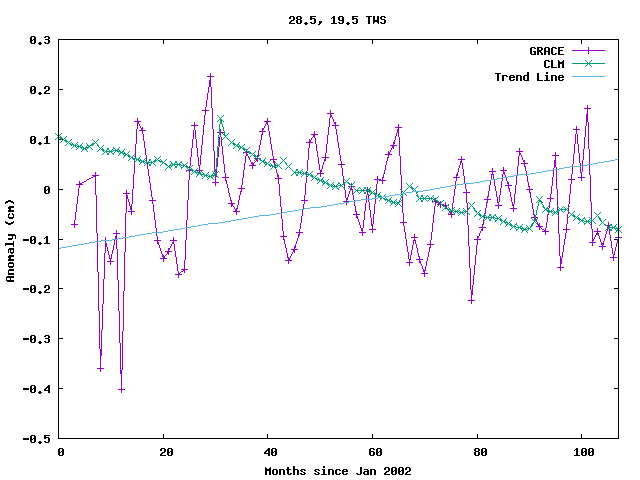 28.5, 19.5 TWS
GRACE
CLM
Trend Line
0.3
0.2
0.1
0
-0.1
-0.2
-0.3
-0.4
-0.5
Anomaly (cm)
0 20 40 60 80 100
Months since Jan 2002